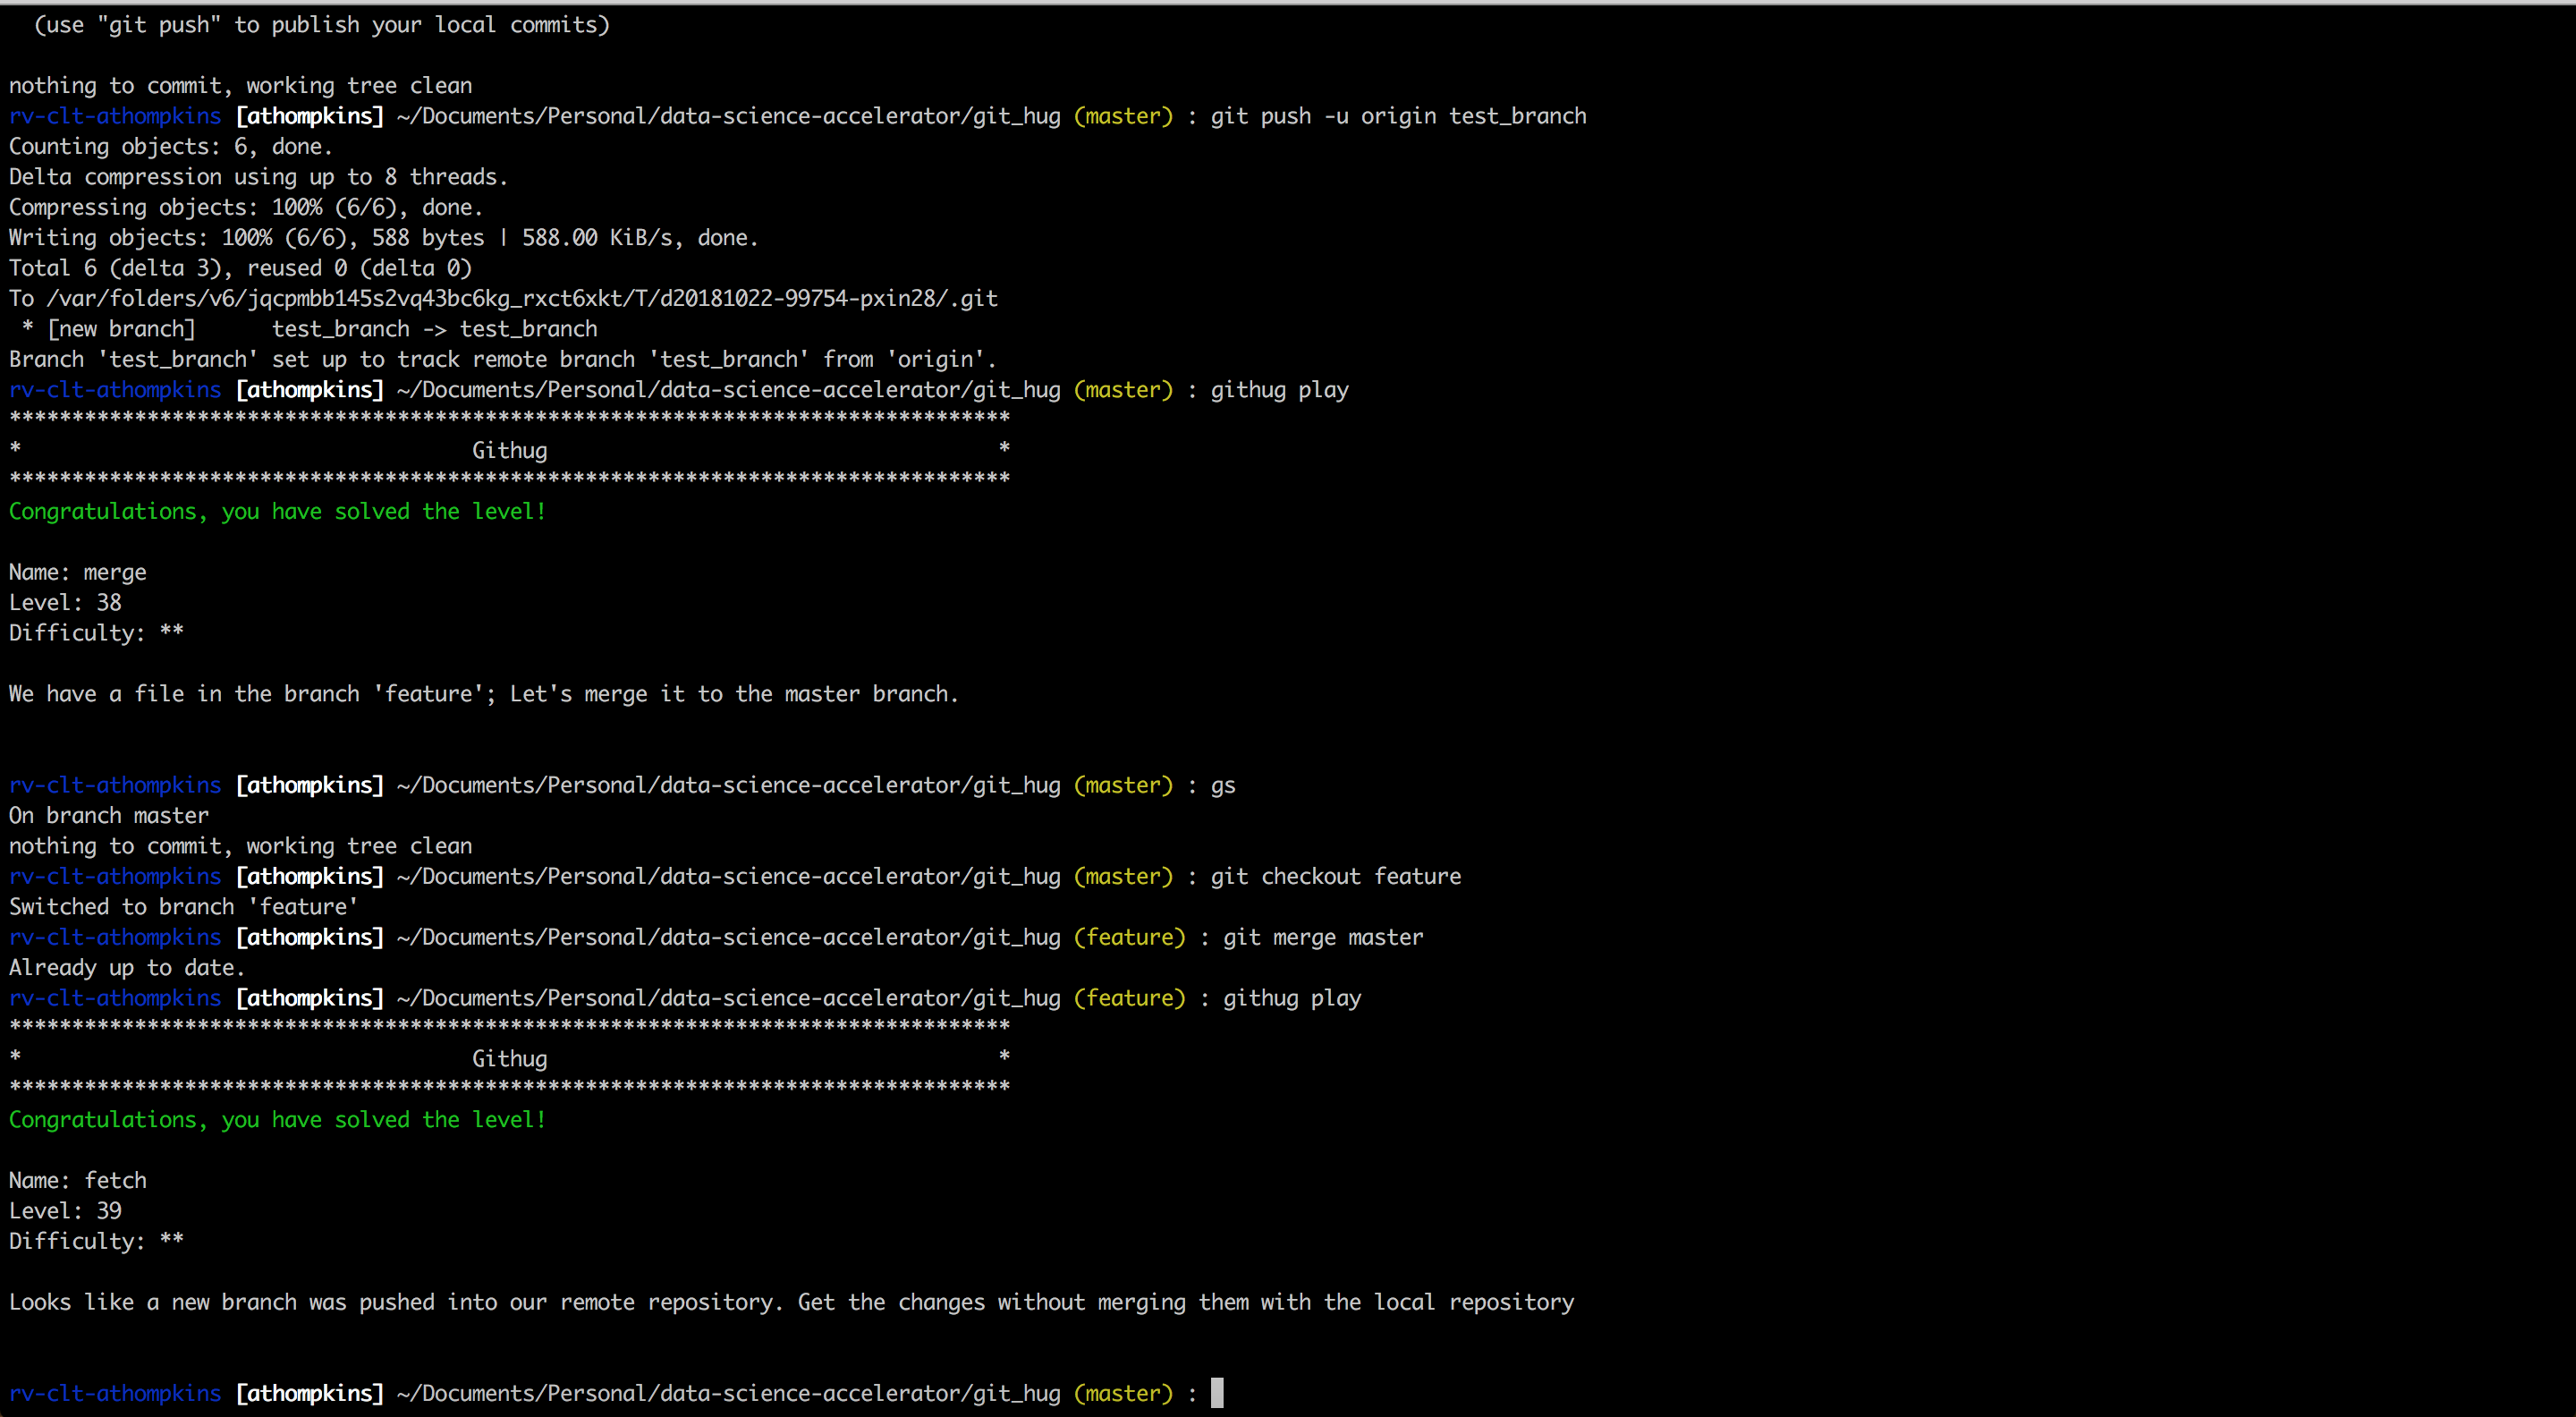 (use "git push" to publish your local commits)
nothing to commit, working tree clean
rv-clt-athompkins [athompkins] ~/Documents/Personal/data-science-accelerator/git_hug (master) : git push -u origin test_branch
Counting objects: 6, done.
Delta compression using up to 8 threads.
Compressing objects: 100% (6/6), done.
Writing objects: 100% (6/6), 588 bytes | 588.00 KiB/s, done.
Total 6 (delta 3), reused 0 (delta 0)
To /var/folders/v6/jqcpmbb145s2vq43bc6kg_rxct6xkt/T/d20181022-99754-pxin28/.git
 * [new branch]      test_branch -> test_branch
Branch 'test_branch' set up to track remote branch 'test_branch' from 'origin'.
rv-clt-athompkins [athompkins] ~/Documents/Personal/data-science-accelerator/git_hug (master) : githug play
********************************************************************************
*                                    Githug                                    *
********************************************************************************
Congratulations, you have solved the level!
Name: merge
Level: 38
Difficulty: **
We have a file in the branch 'feature'; Let's merge it to the master branch.
rv-clt-athompkins [athompkins] ~/Documents/Personal/data-science-accelerator/git_hug (master) : gs
On branch master
nothing to commit, working tree clean
rv-clt-athompkins [athompkins] ~/Documents/Personal/data-science-accelerator/git_hug (master) : git checkout feature
Switched to branch 'feature'
rv-clt-athompkins [athompkins] ~/Documents/Personal/data-science-accelerator/git_hug (feature) : git merge master
Already up to date.
rv-clt-athompkins [athompkins] ~/Documents/Personal/data-science-accelerator/git_hug (feature) : githug play
********************************************************************************
*                                    Githug                                    *
********************************************************************************
Congratulations, you have solved the level!
Name: fetch
Level: 39
Difficulty: **
Looks like a new branch was pushed into our remote repository. Get the changes without merging them with the local repository
rv-clt-athompkins [athompkins] ~/Documents/Personal/data-science-accelerator/git_hug (master) :